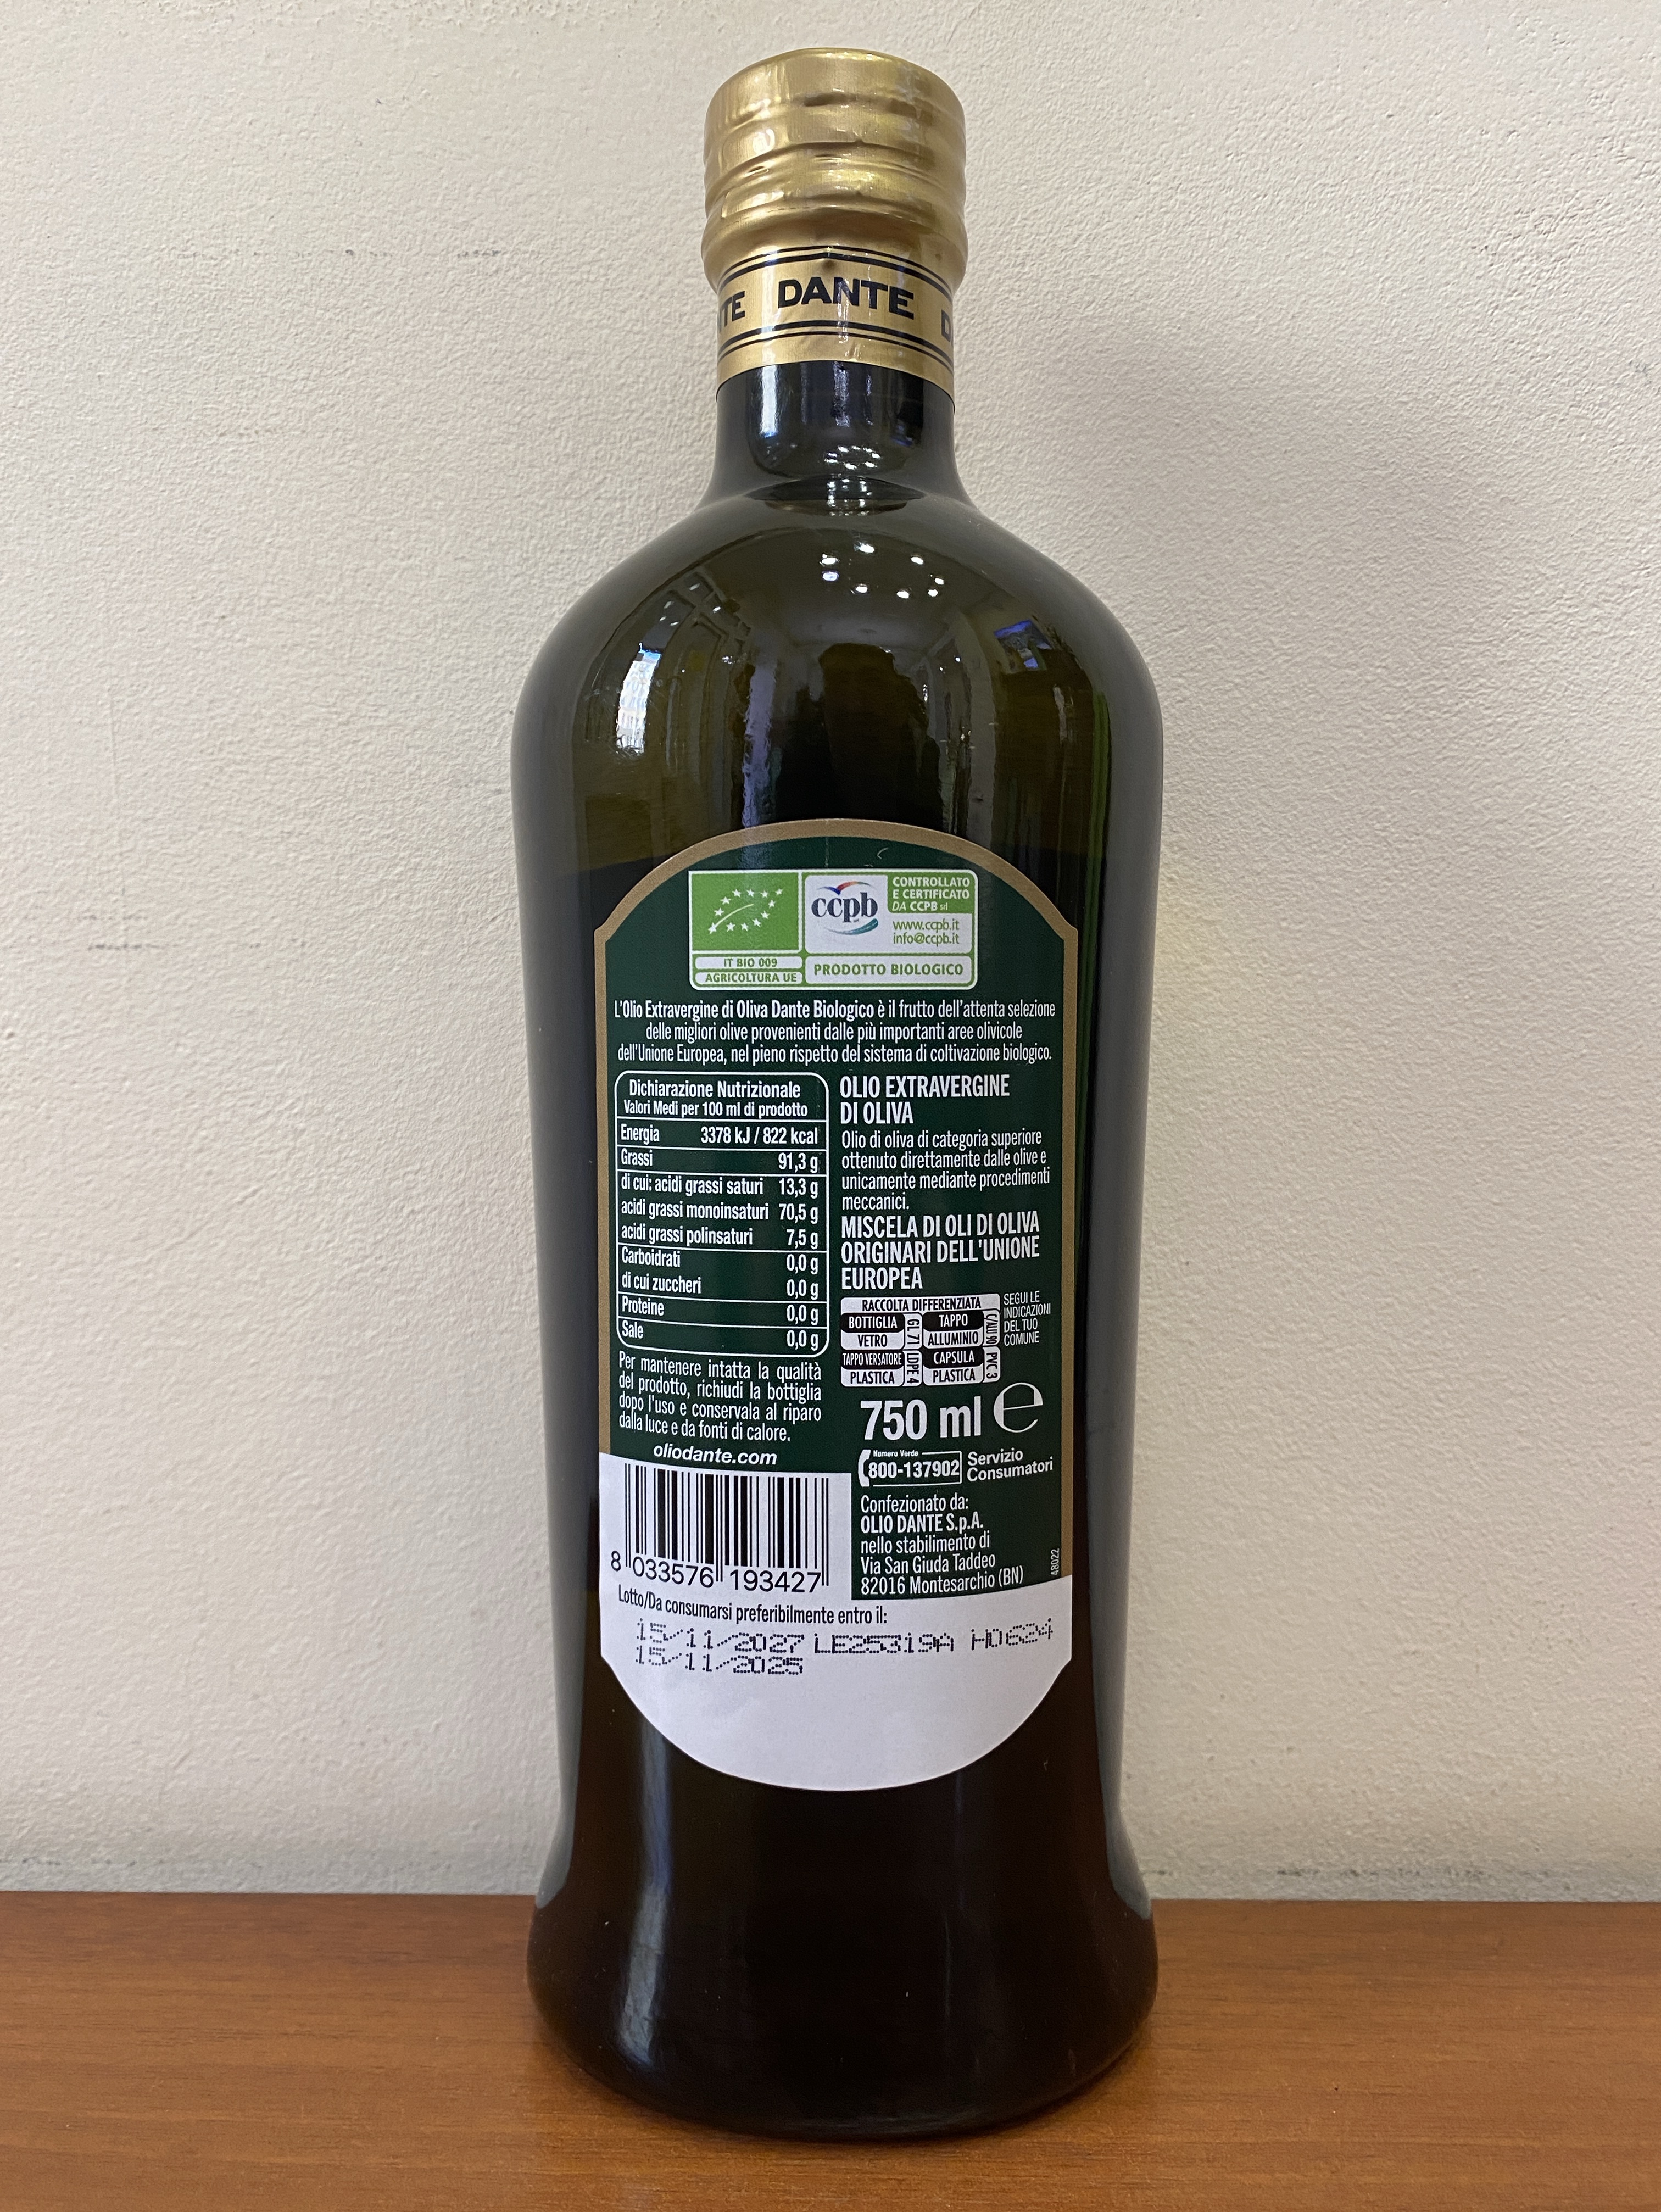 TE DANTE D
CONTROLLATO
E CERTIFICATO
DA CCPB srl
ccpb
www.ccpb.it
info@ccpb.it
IT BIO 009
AGRICOLTURA UE
PRODOTTO BIOLOGICO
L'Olio Extravergine di Oliva Dante Biologico è il frutto dell'attenta selezione
delle migliori olive provenienti dalle più importanti aree olivicole
dell'Unione Europea, nel pieno rispetto del sistema di coltivazione biologico.
Dichiarazione Nutrizionale
Valori Medi per 100 ml di prodotto
Energia 3378 kJ / 822 kcal
Grassi 91,3 g
di cui: acidi grassi saturi 13,3 g
acidi grassi monoinsaturi 70,5 g
acidi grassi polinsaturi 7,5 g
Carboidrati 0,0 g
di cui zuccheri 0,0 g
Proteine 0,0 g
Sale 0,0 g
Per mantenere intatta la qualità
del prodotto, richiudi la bottiglia
dopo l'uso e conservala al riparo
dalla luce e da fonti di calore.
oliodante.com
OLIO EXTRAVERGINE
DI OLIVA
Olio di oliva di categoria superiore
ottenuto direttamente dalle olive e
unicamente mediante procedimenti
meccanici.
MISCELA DI OLI DI OLIVA
ORIGINARI DELL'UNIONE
EUROPEA
RACCOLTA DIFFERENZIATA
BOTTIGLIA
VETRO
GL 71
TAPPO
ALLUMINIO
C/ALU 90
TAPPO VERSATORE
PLASTICA
LDPE 4
CAPSULA
PLASTICA
PVC 3
SEGUI LE
INDICAZIONI
DEL TUO
COMUNE
750 ml e
Numero Verde
800-137902
Servizio
Consumatori
Confezionato da:
OLIO DANTE S.p.A.
nello stabilimento di
Via San Giuda Taddeo
82016 Montesarchio (BN)
48022
8 033576 193427
Lotto/Da consumarsi preferibilmente entro il:
15/11/2027 LE25319A H0624
15/11/2025